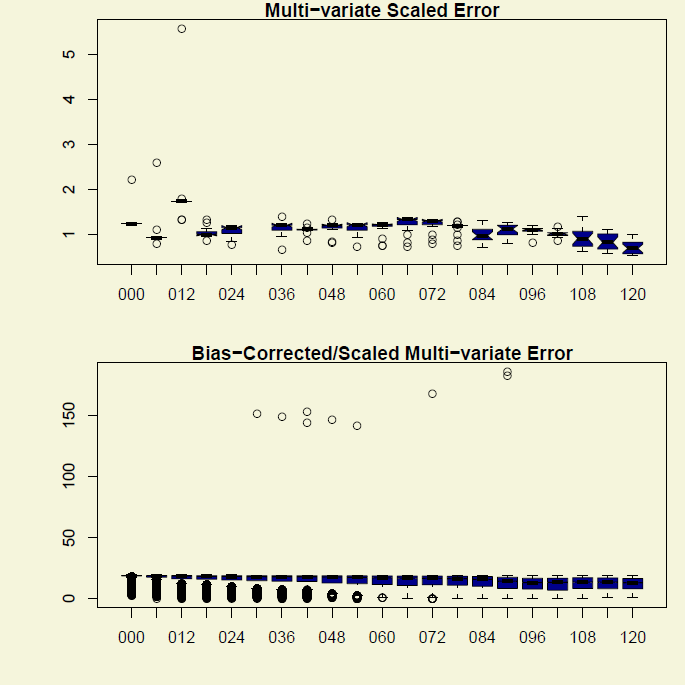 Multi−variate Scaled Error
5
4
3
2
1
000 012 024 036 048 060 072 084 096 108 120
Bias−Corrected/Scaled Multi−variate Error
150
100
50
0
000 012 024 036 048 060 072 084 096 108 120